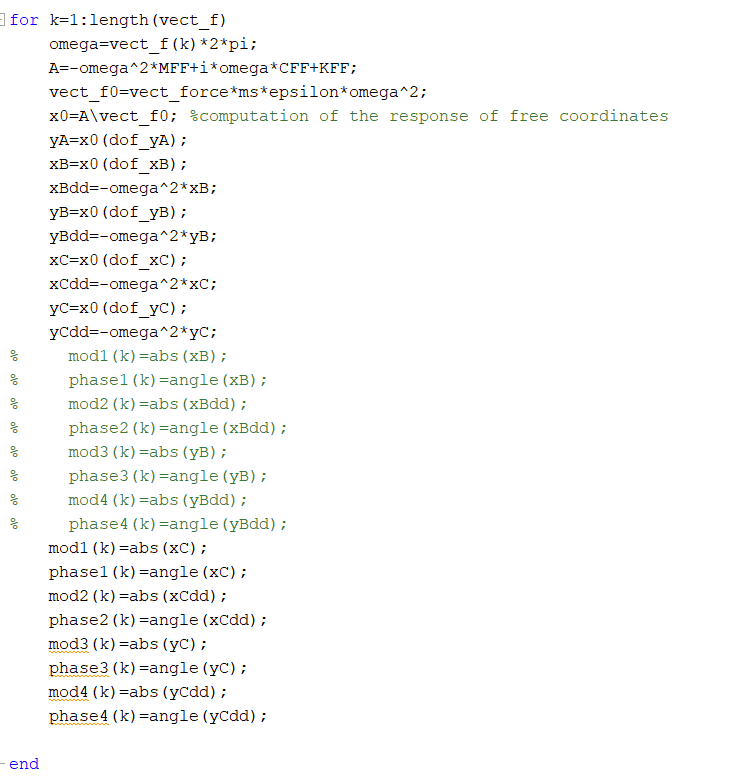 for k=1:length(vect_f)
omega=vect_f(k)*2*pi;
A=-omega^2*MFF+i*omega*CFF+KFF;
vect_f0=vect_force*ms*epsilon*omega^2;
x0=A\vect_f0; %computation of the response of free coordinates
yA=x0(dof_yA);
xB=x0(dof_xB);
xBdd=-omega^2*xB;
yB=x0(dof_yB);
yBdd=-omega^2*yB;
xC=x0(dof_xC);
xCdd=-omega^2*xC;
yC=x0(dof_yC);
yCdd=-omega^2*yC;
% mod1(k)=abs(xB);
% phase1(k)=angle(xB);
% mod2(k)=abs(xBdd);
% phase2(k)=angle(xBdd);
% mod3(k)=abs(yB);
% phase3(k)=angle(yB);
% mod4(k)=abs(yBdd);
% phase4(k)=angle(yBdd);
mod1(k)=abs(xC);
phase1(k)=angle(xC);
mod2(k)=abs(xCdd);
phase2(k)=angle(xCdd);
mod3(k)=abs(yC);
phase3(k)=angle(yC);
mod4(k)=abs(yCdd);
phase4(k)=angle(yCdd);
end